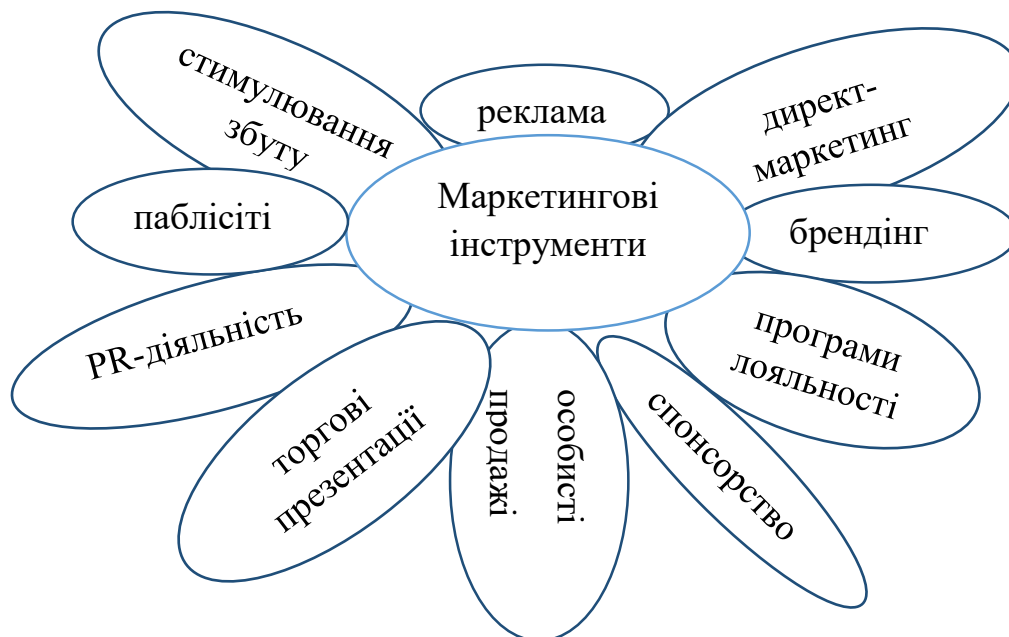 стимулювання
збуту
реклама
директ-
маркетинг
паблісіті
Маркетингові
інструменти
брендінг
PR-діяльність
програми
лояльності
торгові
презентації
особисті
продажі
спонсорство